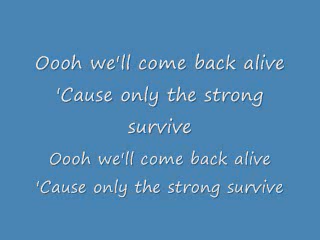 Oooh we'll come back alive
'Cause only the strong
survive
Oooh we'll come back alive
'Cause only the strong survive